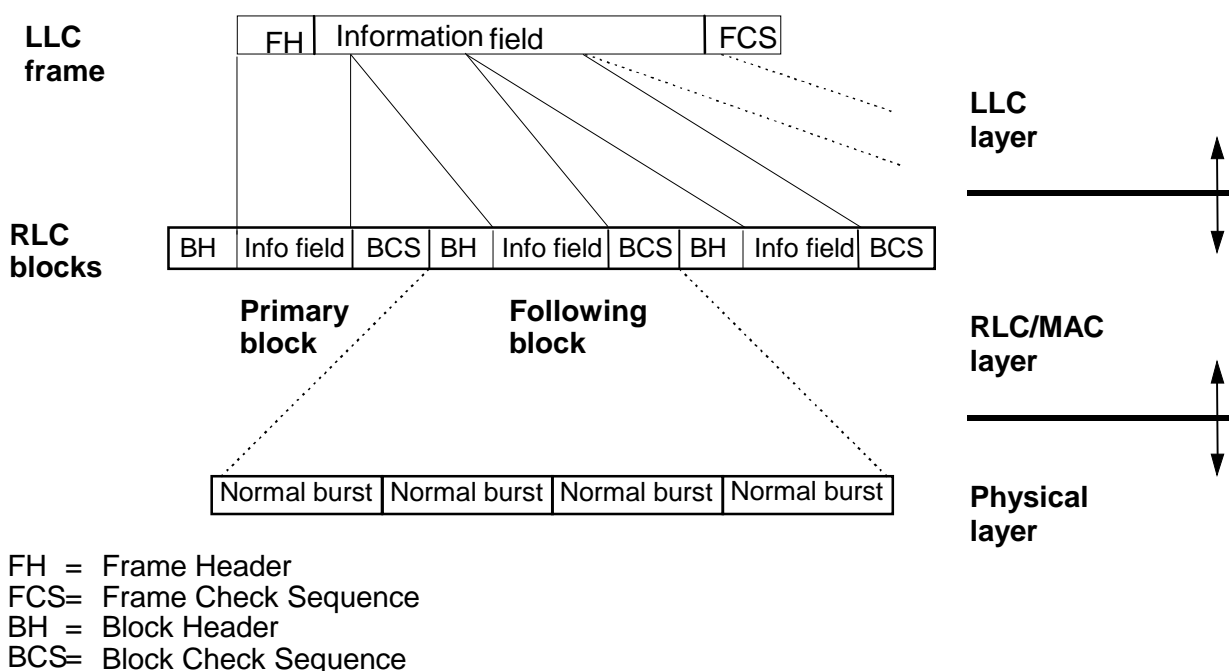 LLC
frame
FH Information field FCS
LLC
layer
RLC
blocks
BH Info field BCS BH Info field BCS BH Info field BCS
Primary
block
Following
block
RLC/MAC
layer
Normal burst Normal burst Normal burst Normal burst
Physical
layer
FH = Frame Header
FCS= Frame Check Sequence
BH = Block Header
BCS= Block Check Sequence